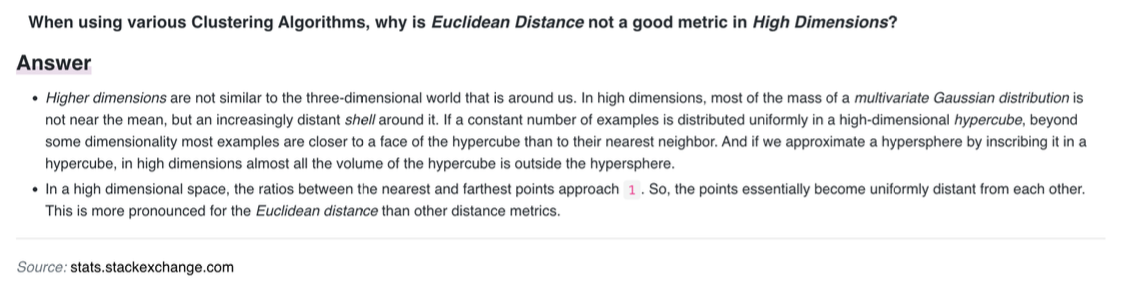 When using various Clustering Algorithms, why is Euclidean Distance not a good metric in High Dimensions?
Answer
• Higher dimensions are not similar to the three-dimensional world that is around us. In high dimensions, most of the mass of a multivariate Gaussian distribution is
not near the mean, but an increasingly distant shell around it. If a constant number of examples is distributed uniformly in a high-dimensional hypercube, beyond
some dimensionality most examples are closer to a face of the hypercube than to their nearest neighbor. And if we approximate a hypersphere by inscribing it in a
hypercube, in high dimensions almost all the volume of the hypercube is outside the hypersphere.
• In a high dimensional space, the ratios between the nearest and farthest points approach 1 . So, the points essentially become uniformly distant from each other.
This is more pronounced for the Euclidean distance than other distance metrics.
Source: stats.stackexchange.com